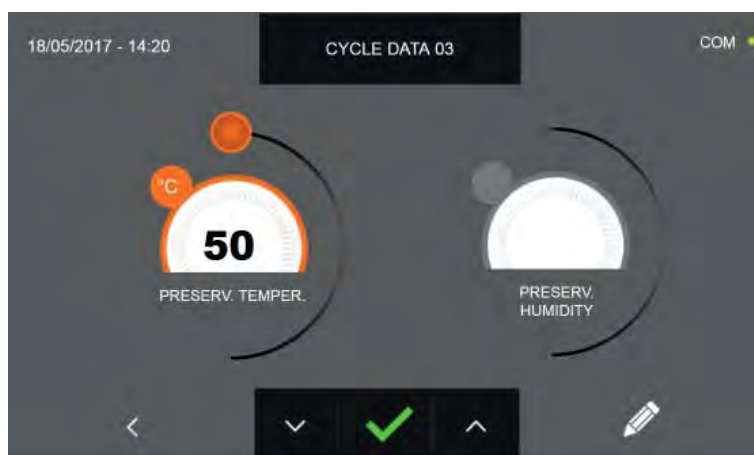 18/05/2017 - 14:20
CYCLE DATA 03
COM
°C
50
PRESERV. TEMPER.
PRESERV.
HUMIDITY